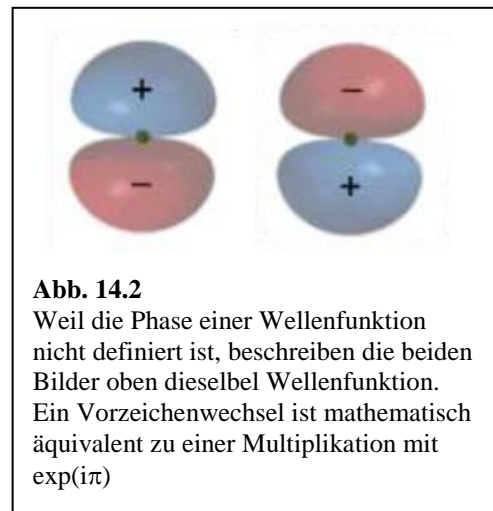 +
−
−
+
Abb. 14.2
Weil die Phase einer Wellenfunktion
nicht definiert ist, beschreiben die beiden
Bilder oben dieselbel Wellenfunktion.
Ein Vorzeichenwechsel ist mathematisch
äquivalent zu einer Multiplikation mit
exp(iπ)